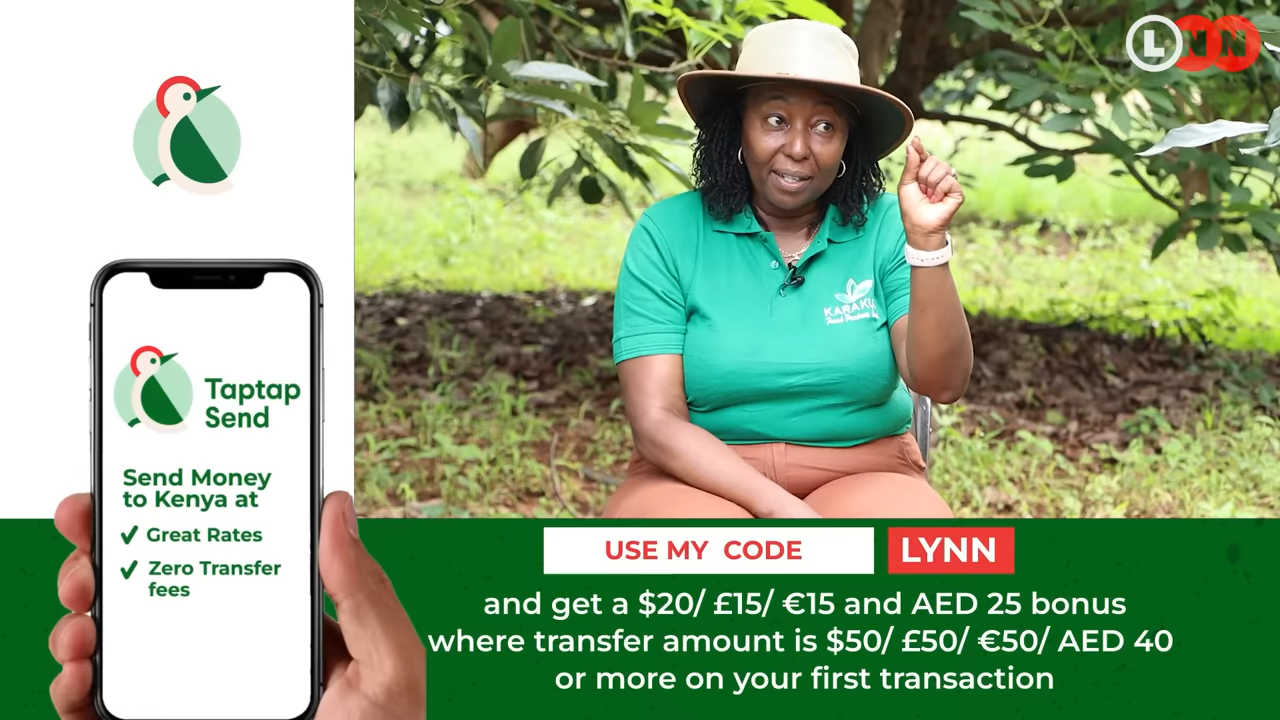 LNN
Taptap
Send
Send Money
to Kenya at
Great Rates
Zero Transfer
fees
USE MY CODE
LYNN
and get a $20/ £15/ €15 and AED 25 bonus
where transfer amount is $50/ £50/ €50/ AED 40
or more on your first transaction